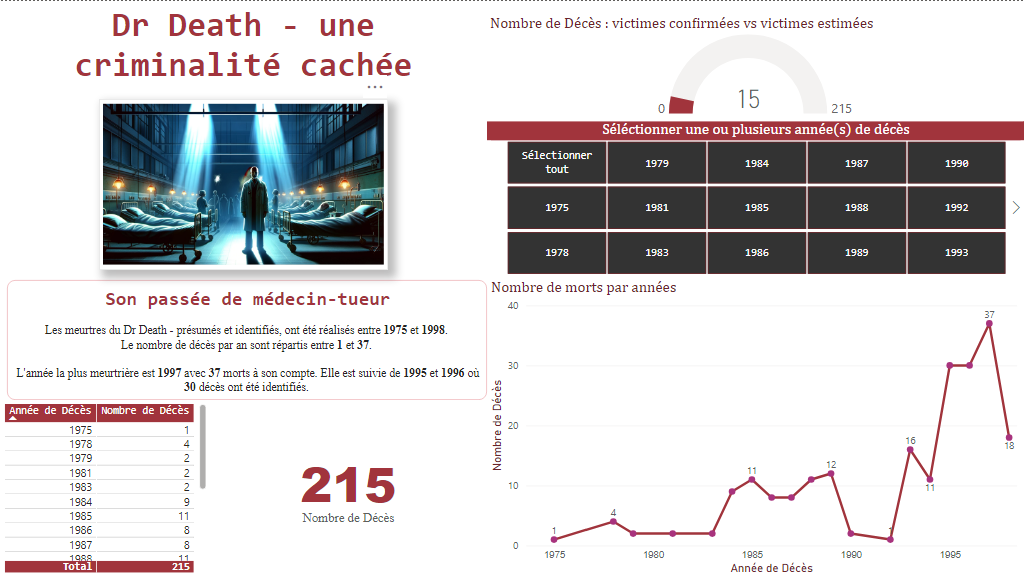 Dr Death - une
criminalité cachée
...
Nombre de Décès : victimes confirmées vs victimes estimées
0
15
215
Séléctionner une ou plusieurs année(s) de décès
Sélectionner
tout
1979
1984
1987
1990
1975
1981
1985
1988
1992
1978
1983
1986
1989
1993
Son passée de médecin-tueur
Les meurtres du Dr Death - présumés et identifiés, ont été réalisés entre 1975 et 1998.
Le nombre de décès par an sont répartis entre 1 et 37.
L'année la plus meurtrière est 1997 avec 37 morts à son compte. Elle est suivie de 1995 et 1996 où
30 décès ont été identifiés.
Année de Décès Nombre de Décès
1975 1
1978 4
1979 2
1981 2
1983 2
1984 9
1985 11
1986 8
1987 8
1988 11
Total 215
215
Nombre de Décès
Nombre de morts par années
Nombre de Décès
40
30
20
10
0
1
4
11
12
1
16
11
37
18
1975
1980
1985
1990
1995
Année de Décès